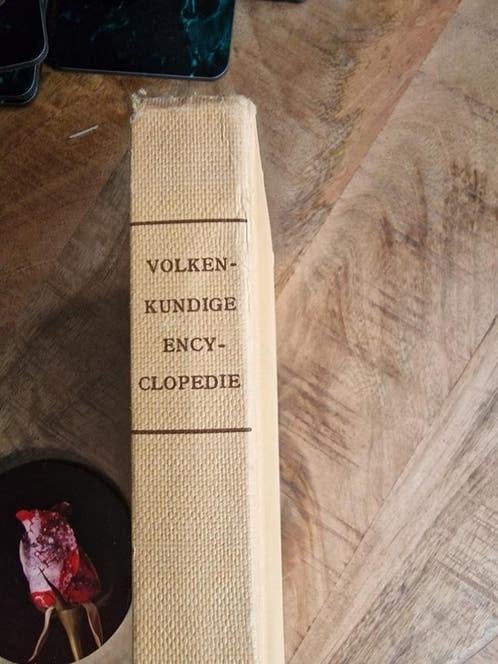 VOLKEN-
KUNDIGE
ENCY-
CLOPEDIE